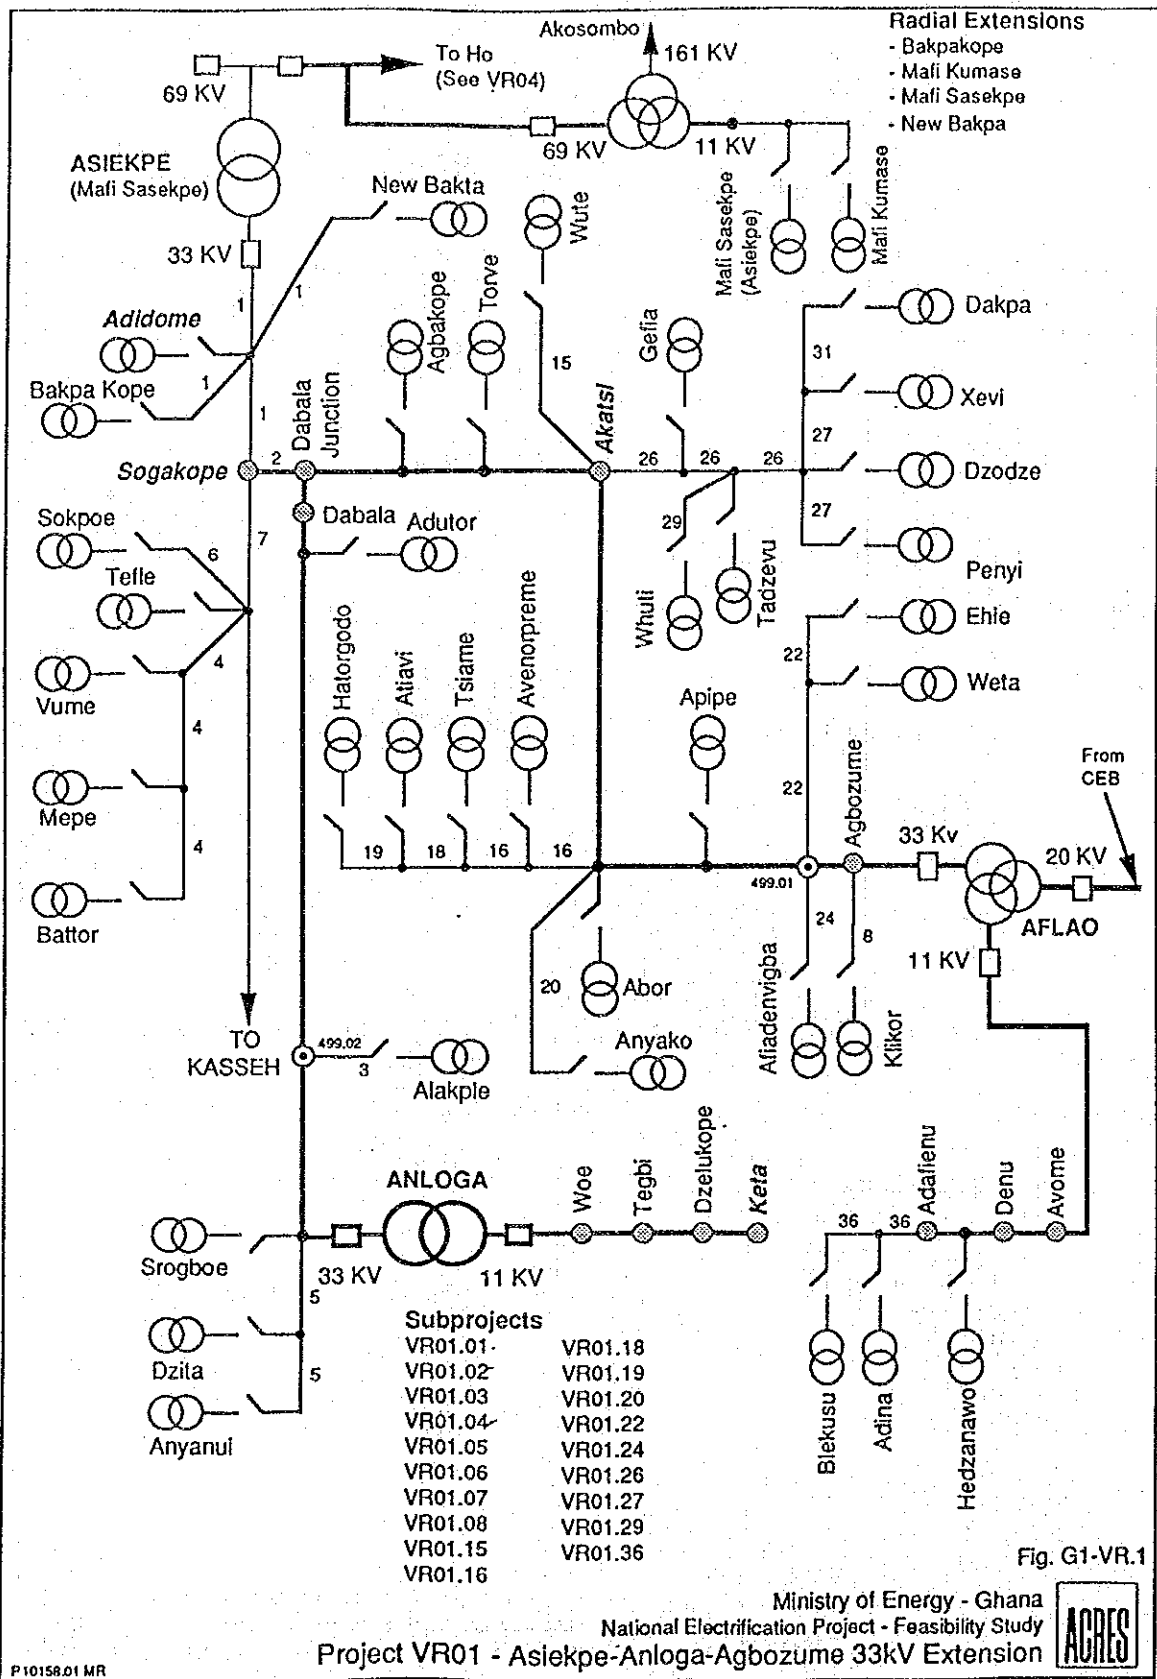 Radial Extensions
- Bakpakope
- Mafi Kumase
- Mafi Sasekpe
- New Bakpa
Akosombo
161 KV
To Ho
(See VR04)
69 KV
69 KV
11 KV
ASIEKPE
(Mafi Sasekpe)
New Bakta
Wute
Mafi Sasekpe
(Asiekpe)
Mafi Kumase
33 KV
1
1
Adidome
1
Bakpa Kope
1
Agbakope
Torve
15
Gefia
Dakpa
31
Xevi
27
Dabala
Junction
Akatsi
Sogakope
2
26
26
26
Dzodze
27
Penyi
Sokpoe
6
7
Dabala
Adutor
29
Whuti
Tadzevu
Tefle
4
Vume
4
Mepe
4
Battor
Ehie
22
Weta
22
Hatorgodo
Atiavi
Tsiame
Avenorpreme
Apipe
Agbozume
From
CEB
19
18
16
16
499.01
33 Kv
20 KV
AFLAO
11 KV
24
8
20
Abor
Anyako
Afiadenvigba
Klikor
TO
KASSEH
499.02
3
Alakple
ANLOGA
Woe
Tegbi
Dzelukope
Keta
Adafienu
Denu
Avome
36
36
Srogboe
33 KV
11 KV
5
Dzita
5
Anyanui
Blekusu
Adina
Hedzanawo
Subprojects
VR01.01
VR01.02
VR01.03
VR01.04
VR01.05
VR01.06
VR01.07
VR01.08
VR01.15
VR01.16
VR01.18
VR01.19
VR01.20
VR01.22
VR01.24
VR01.26
VR01.27
VR01.29
VR01.36
Fig. G1-VR.1
Ministry of Energy - Ghana
National Electrification Project - Feasibility Study
Project VR01 - Asiekpe-Anloga-Agbozume 33kV Extension
ACRES
P10158.01 MR